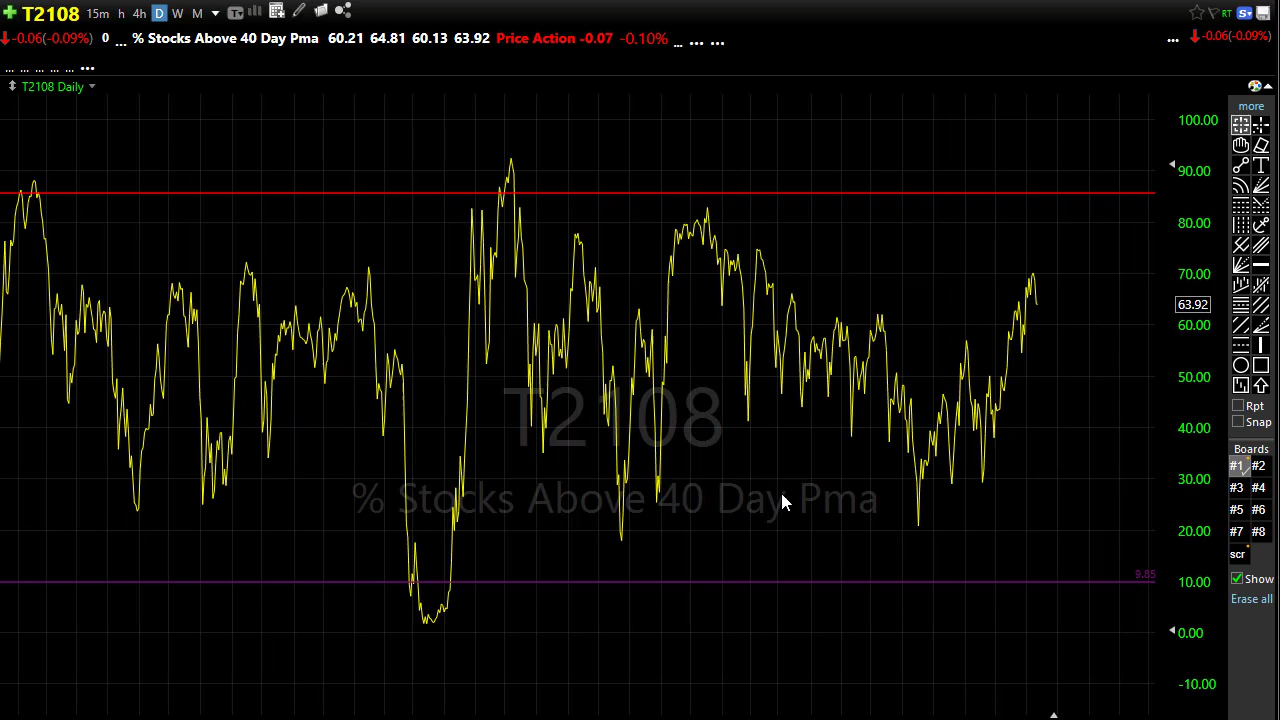 T2108 15m h 4h D W M T RT S
-0.06(-0.09%) 0 ... % Stocks Above 40 Day Pma 60.21 64.81 60.13 63.92 Price Action -0.07 -0.10% ... ... ... ... -0.06(-0.09%)
... ... ... ... ... ...
T2108 Daily
more
100.00
90.00
80.00
70.00
63.92
60.00
50.00
40.00
30.00
20.00
10.00
0.00
-10.00
9.85
T2108
% Stocks Above 40 Day Pma
T
Rpt
Snap
Boards
#1 #2
#3 #4
#5 #6
#7 #8
scr
Show
Erase all